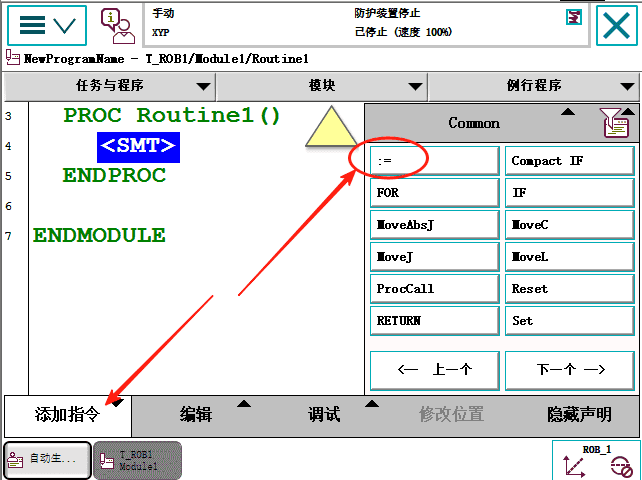 手动
防护装置停止
XYP
已停止 (速度 100%)
NewProgramName - T_ROB1/Module1/Routine1
任务与程序
模块
例行程序
3 PROC Routine1()
4 <SMT>
5 ENDPROC
6
7 ENDMODULE
Common
:=
Compact IF
FOR
IF
MoveAbsJ
MoveC
MoveJ
MoveL
ProcCall
Reset
RETURN
Set
<— 上一个
下一个 —>
添加指令
编辑
调试
修改位置
隐藏声明
自动生...
T_ROB1
Module1
ROB_1